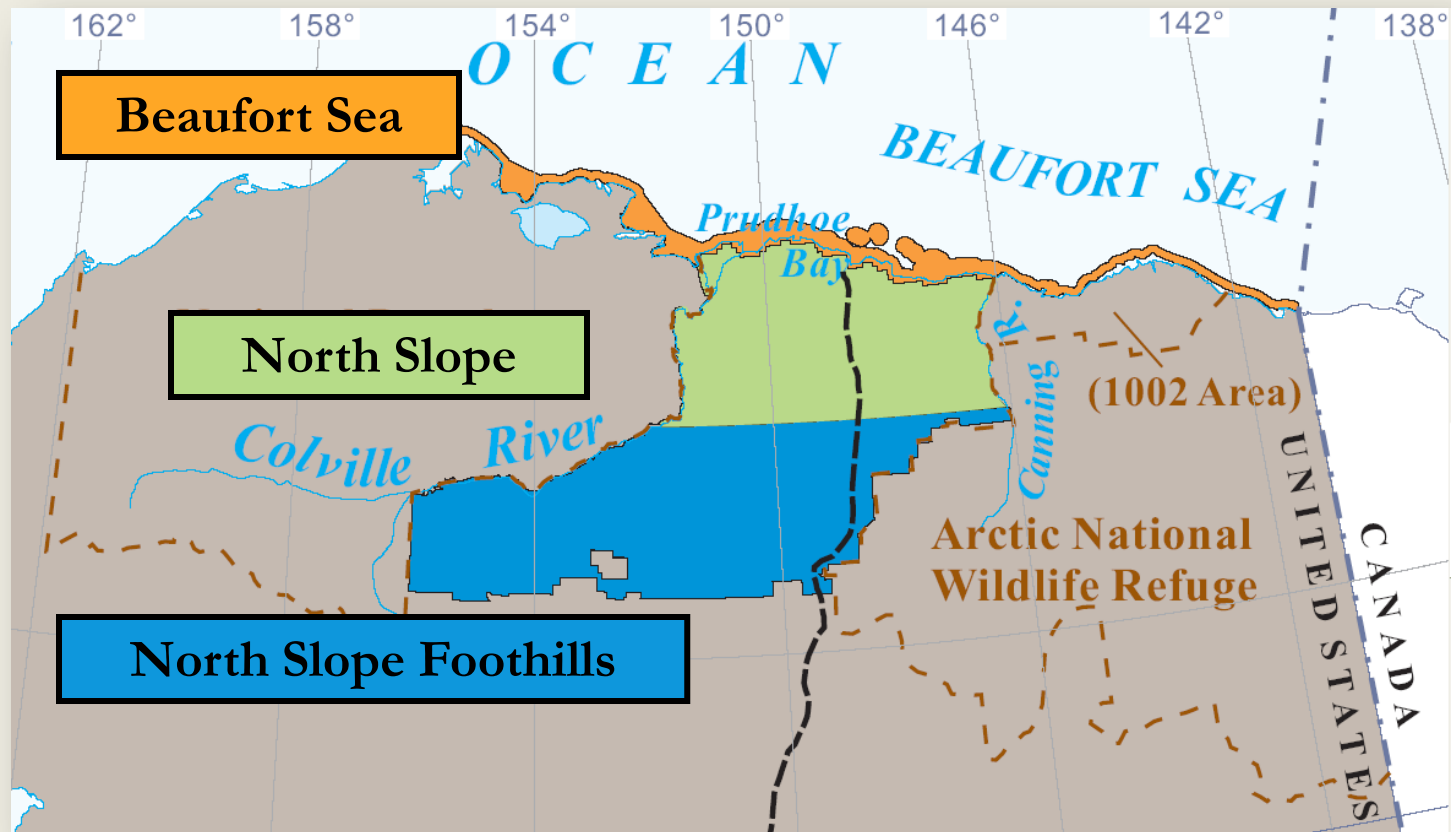 162° 158° 154° 150° 146° 142° 138°
OCEAN
Beaufort Sea
BEAUFORT SEA
Prudhoe
Bay
North Slope
Canning R.
(1002 Area)
Colville River
Arctic National
Wildlife Refuge
UNITED STATES
CANADA
North Slope Foothills